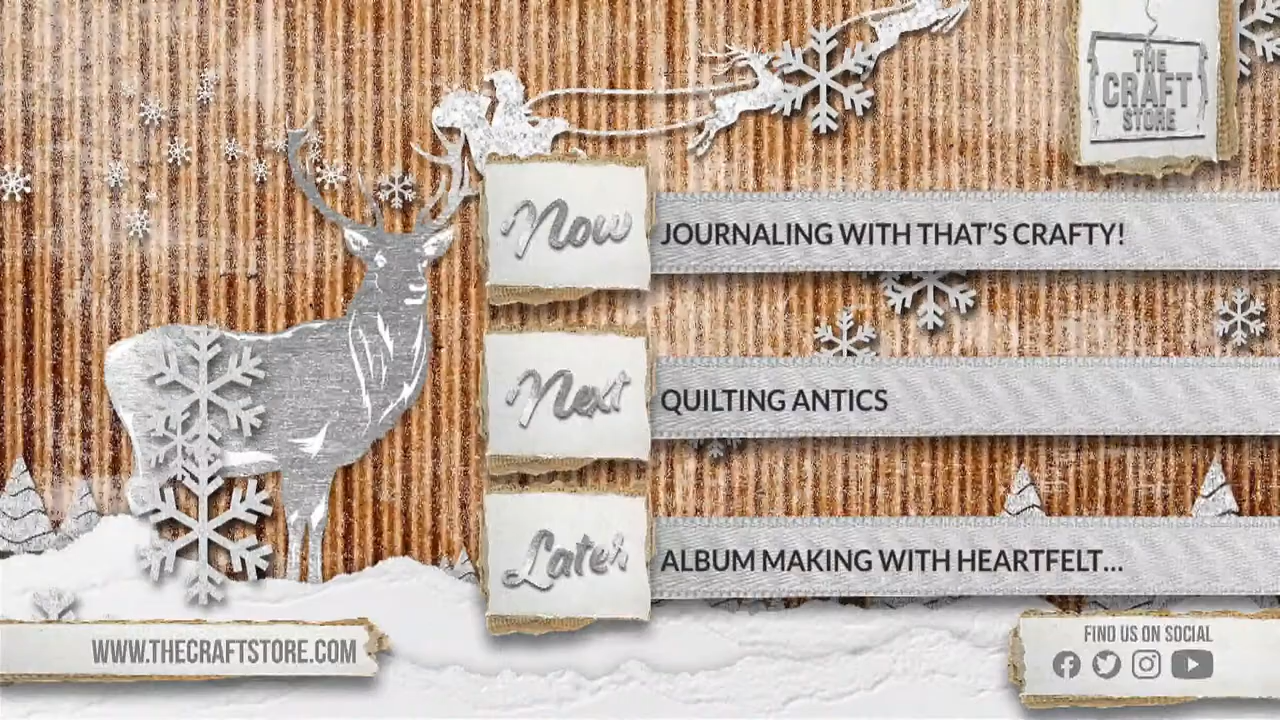 THE
CRAFT
STORE
Now
JOURNALING WITH THAT'S CRAFTY!
Next
QUILTING ANTICS
Later
ALBUM MAKING WITH HEARTFELT...
WWW.THECRAFTSTORE.COM
FIND US ON SOCIAL